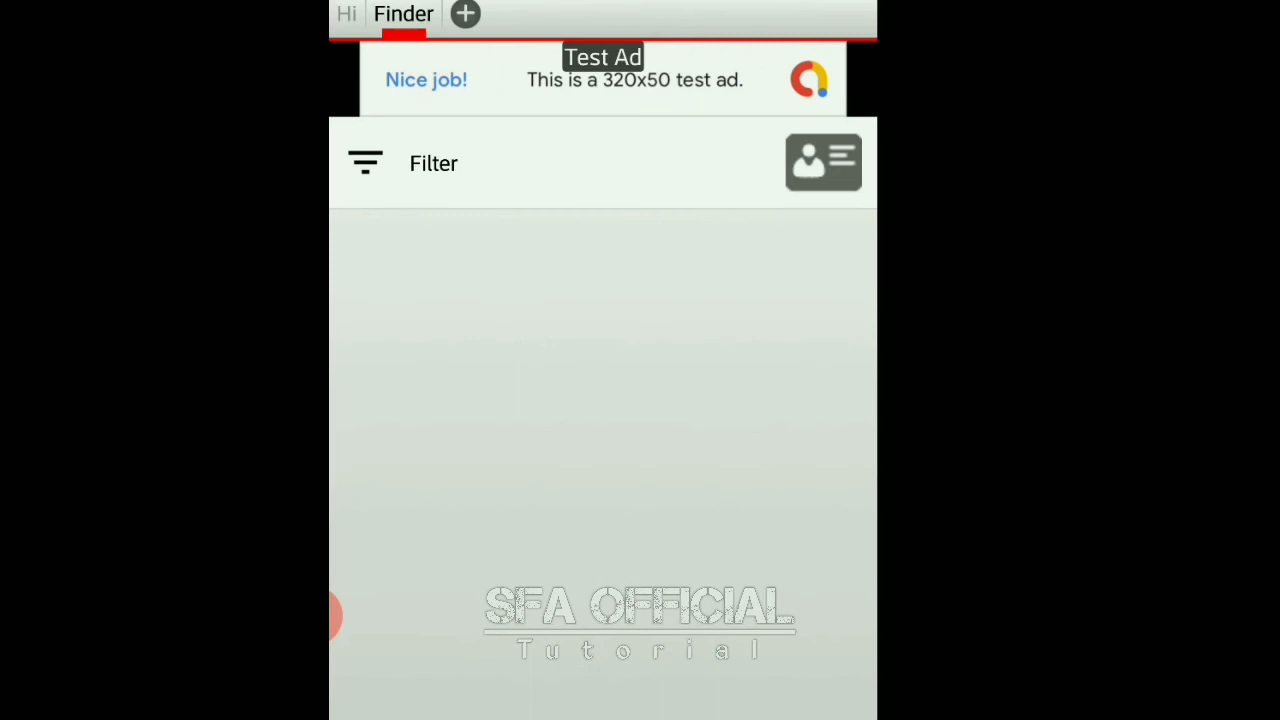 Hi Finder
Test Ad
Nice job! This is a 320x50 test ad.
Filter
SFA OFFICIAL
Tutorial